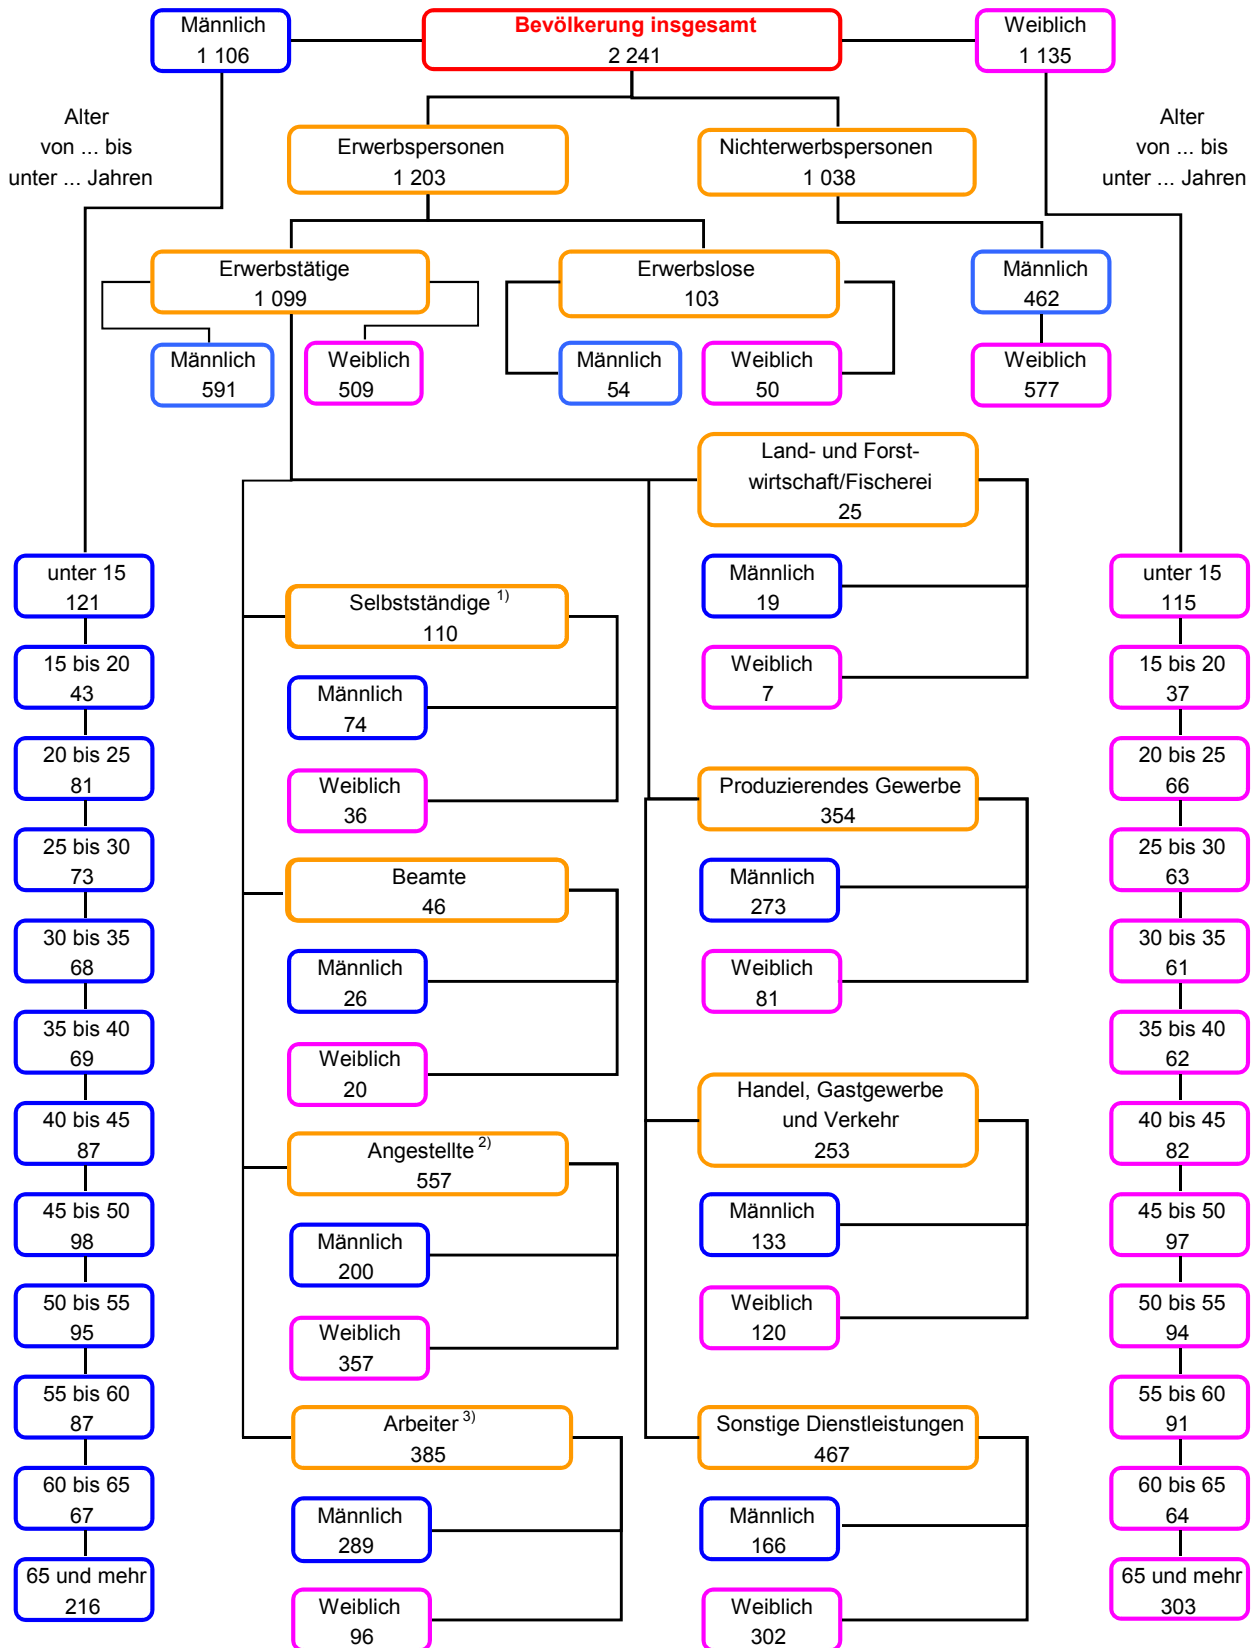 Männlich
1 106
Bevölkerung insgesamt
2 241
Weiblich
1 135
Alter
von ... bis
unter ... Jahren
Alter
von ... bis
unter ... Jahren
Erwerbspersonen
1 203
Nichterwerbspersonen
1 038
Erwerbstätige
1 099
Erwerbslose
103
Männlich
462
Männlich
591
Weiblich
509
Männlich
54
Weiblich
50
Weiblich
577
unter 15
121
15 bis 20
43
20 bis 25
81
25 bis 30
73
30 bis 35
68
35 bis 40
69
40 bis 45
87
45 bis 50
98
50 bis 55
95
55 bis 60
87
60 bis 65
67
65 und mehr
216
Selbstständige 1)
110
Männlich
74
Weiblich
36
Beamte
46
Männlich
26
Weiblich
20
Angestellte 2)
557
Männlich
200
Weiblich
357
Arbeiter 3)
385
Männlich
289
Weiblich
96
Land- und Forst-
wirtschaft/Fischerei
25
Männlich
19
Weiblich
7
Produzierendes Gewerbe
354
Männlich
273
Weiblich
81
Handel, Gastgewerbe
und Verkehr
253
Männlich
133
Weiblich
120
Sonstige Dienstleistungen
467
Männlich
166
Weiblich
302
unter 15
115
15 bis 20
37
20 bis 25
66
25 bis 30
63
30 bis 35
61
35 bis 40
62
40 bis 45
82
45 bis 50
97
50 bis 55
94
55 bis 60
91
60 bis 65
64
65 und mehr
303